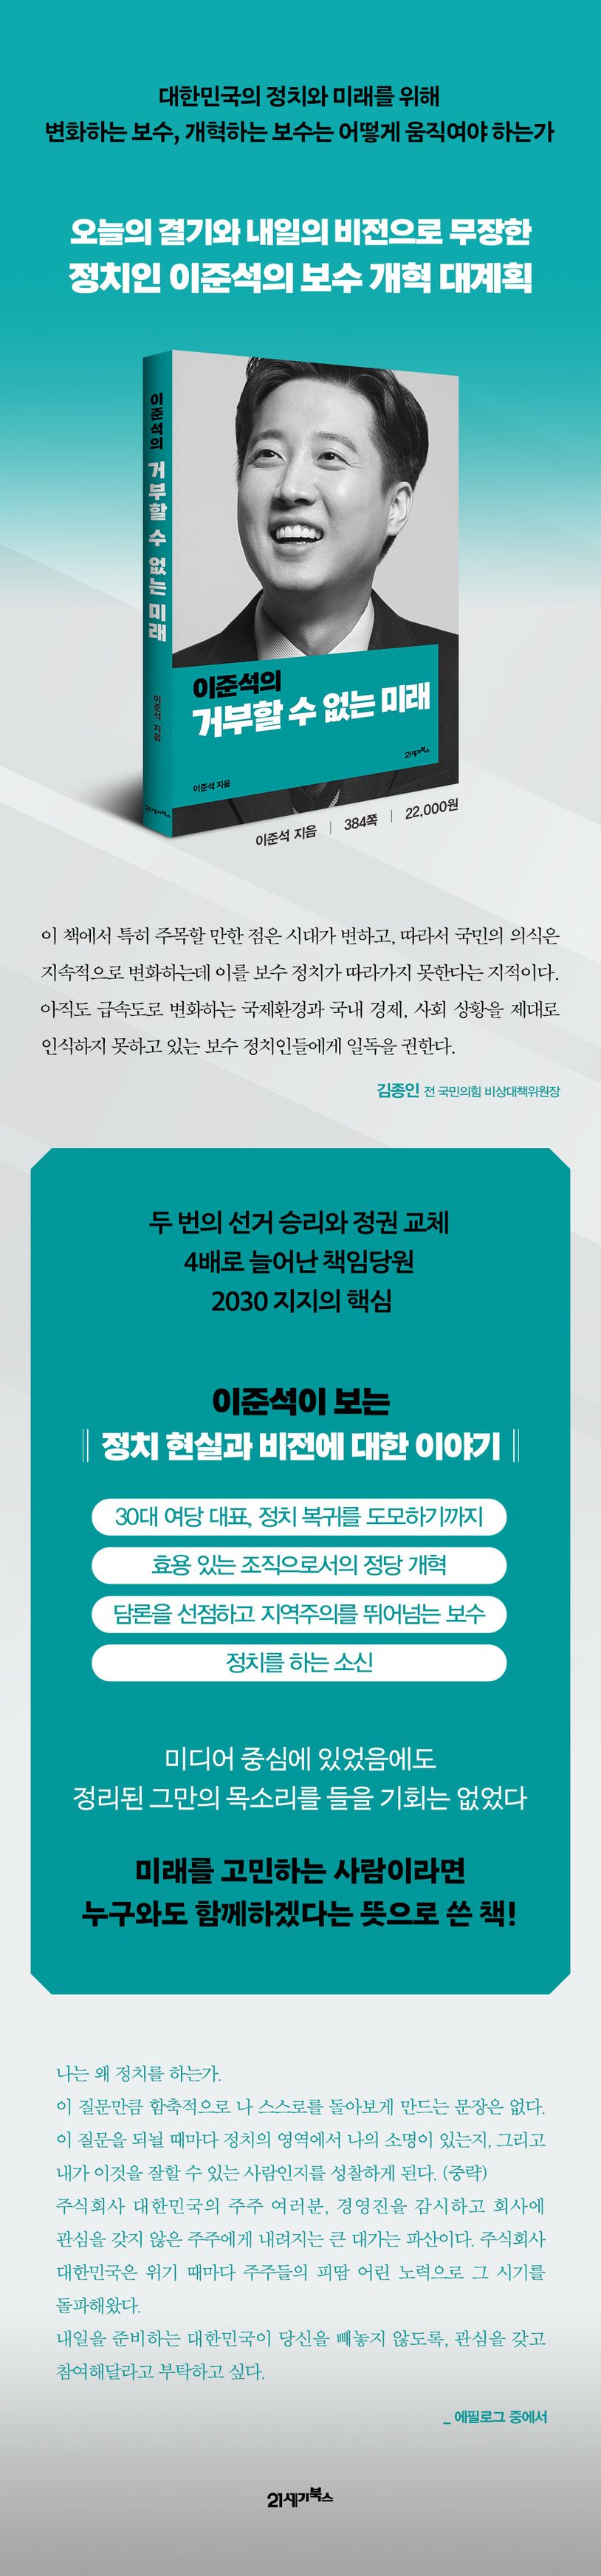 대한민국의 정치와 미래를 위해
변화하는 보수, 개혁하는 보수는 어떻게 움직여야 하는가
오늘의 결기와 내일의 비전으로 무장한
정치인 이준석의 보수 개혁 대계획
이준석의 거부할 수 없는 미래
이준석 지음
21세기북스
이준석의
거부할 수 없는 미래
21세기북스
이준석 지음
이준석 지음 | 384쪽 | 22,000원
이 책에서 특히 주목할 만한 점은 시대가 변하고, 따라서 국민의 의식은
지속적으로 변화하는데 이를 보수 정치가 따라가지 못한다는 지적이다.
아직도 급속도로 변화하는 국제환경과 국내 경제, 사회 상황을 제대로
인식하지 못하고 있는 보수 정치인들에게 일독을 권한다.
김종인 전 국민의힘 비상대책위원장
두 번의 선거 승리와 정권 교체
4배로 늘어난 책임당원
2030 지지의 핵심
이준석이 보는
정치 현실과 비전에 대한 이야기
30대 여당 대표, 정치 복귀를 도모하기까지
효용 있는 조직으로서의 정당 개혁
담론을 선점하고 지역주의를 뛰어넘는 보수
정치를 하는 소신
미디어 중심에 있었음에도
정리된 그만의 목소리를 들을 기회는 없었다
미래를 고민하는 사람이라면
누구와도 함께하겠다는 뜻으로 쓴 책!
나는 왜 정치를 하는가.
이 질문만큼 함축적으로 나 스스로를 돌아보게 만드는 문장은 없다.
이 질문을 되뇔 때마다 정치의 영역에서 나의 소명이 있는지, 그리고
내가 이것을 잘할 수 있는 사람인지를 성찰하게 된다. (중략)
주식회사 대한민국의 주주 여러분, 경영진을 감시하고 회사에
관심을 갖지 않은 주주에게 내려지는 큰 대가는 파산이다. 주식회사
대한민국은 위기 때마다 주주들의 피땀 어린 노력으로 그 시기를
돌파해왔다.
내일을 준비하는 대한민국이 당신을 빼놓지 않도록, 관심을 갖고
참여해달라고 부탁하고 싶다.
_ 에필로그 중에서
21세기북스